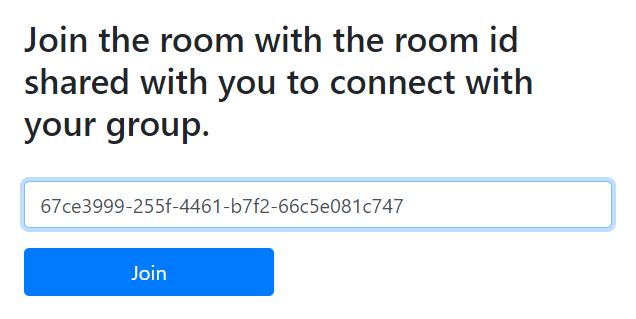 Join the room with the room id
shared with you to connect with
your group.
67ce3999-255f-4461-b7f2-66c5e081c747
Join